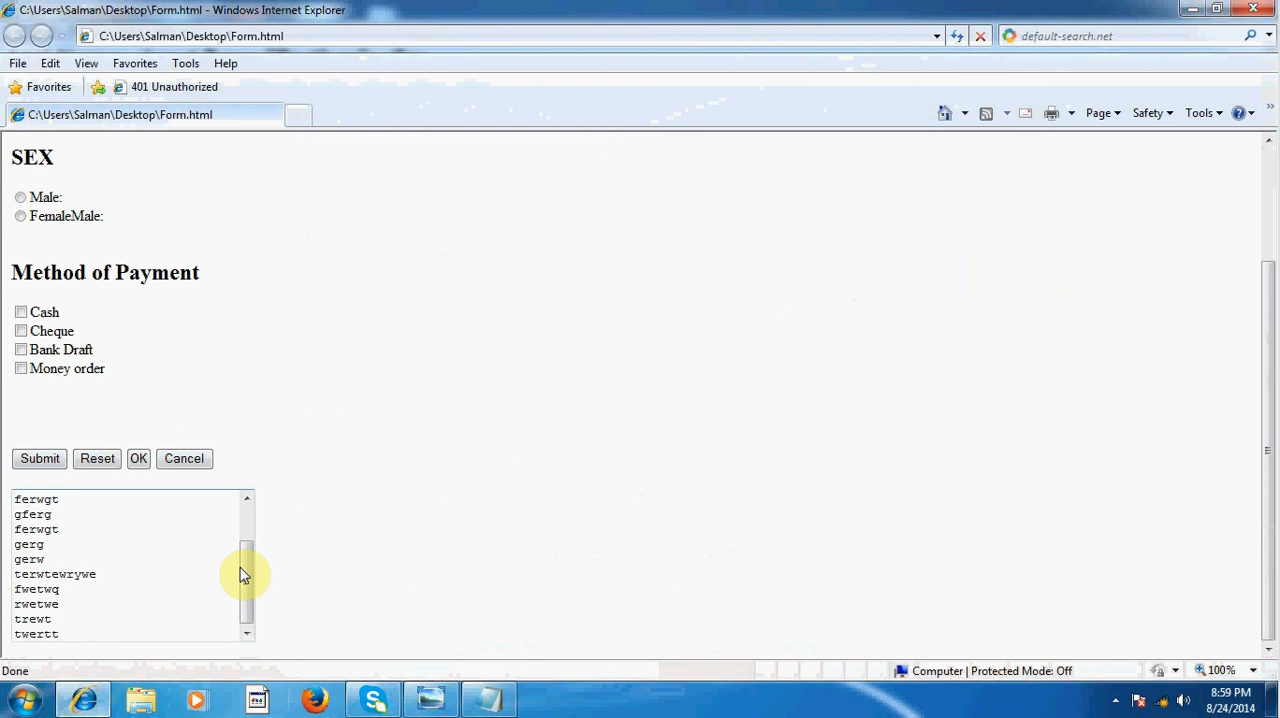 C:\Users\Salman\Desktop\Form.html - Windows Internet Explorer
C:\Users\Salman\Desktop\Form.html
default-search.net
File Edit View Favorites Tools Help
Favorites 401 Unauthorized
C:\Users\Salman\Desktop\Form.html
Page Safety Tools
SEX
Male:
FemaleMale:
Method of Payment
Cash
Cheque
Bank Draft
Money order
Submit Reset OK Cancel
ferwgt
gferg
ferwgt
gerg
gerw
terwtewrywe
fwetwq
rwetwe
trewt
twertt
Done
Computer | Protected Mode: Off
100%
8:59 PM
8/24/2014